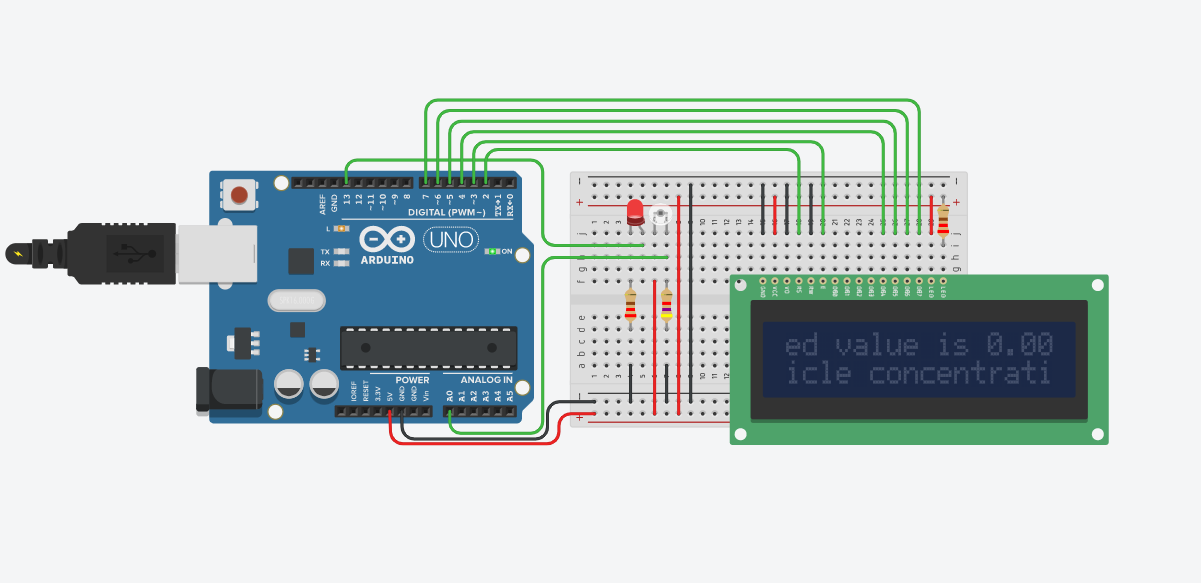 AREF
GND
13
12
~11
~10
~9
8
7
~6
~5
4
~3
2
TX→1
RX←0
DIGITAL (PWM~)
L
TX
RX
ARDUINO
UNO
ON
POWER
ANALOG IN
IOREF
RESET
3.3V
5V
GND
GND
Vin
A0
A1
A2
A3
A4
A5
ed value is 0.00
icle concentrati